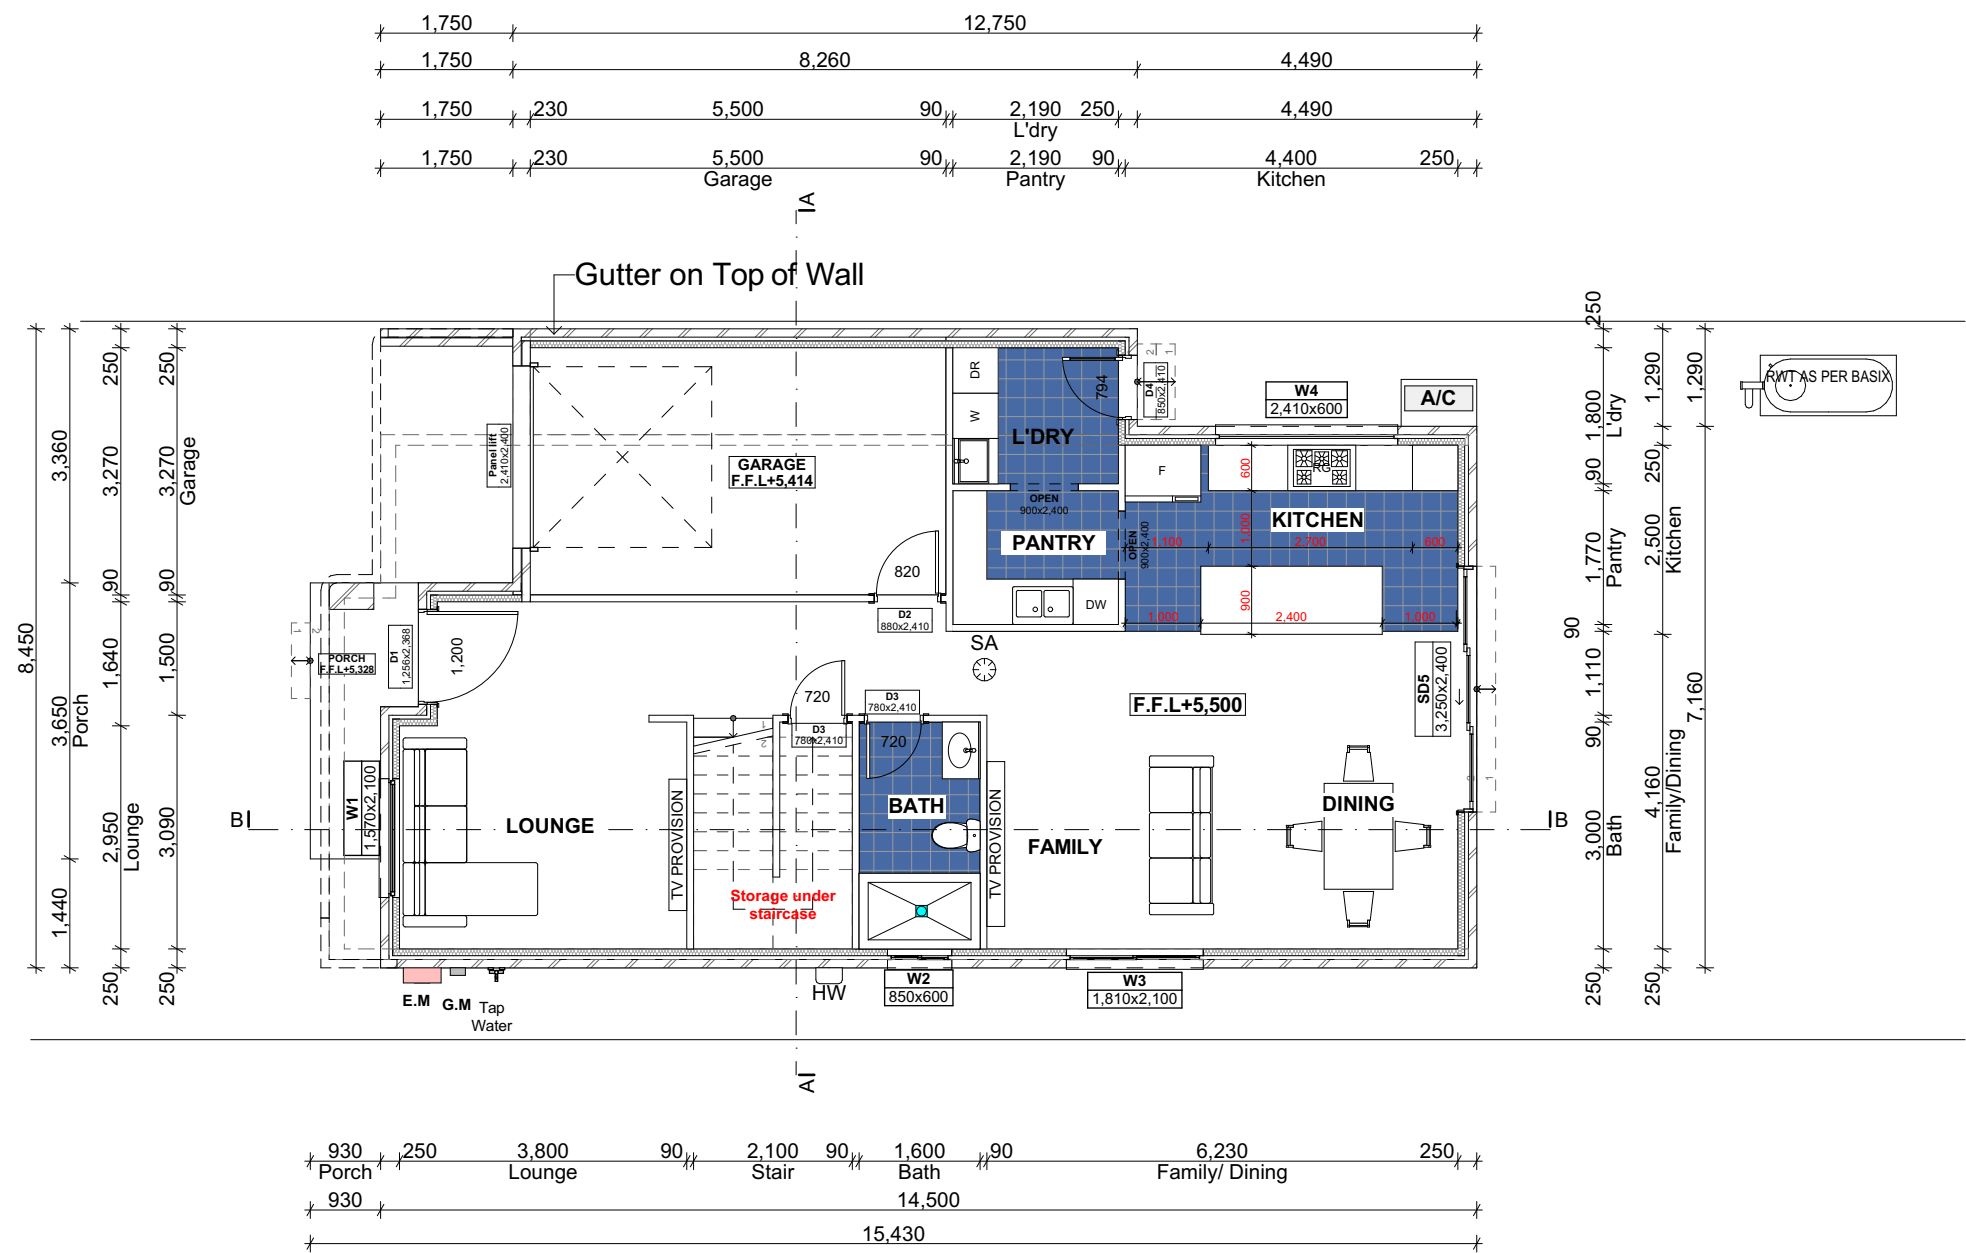 1,750 12,750
1,750 8,260 4,490
1,750 230 5,500 90 2,190 250 4,490
L'dry
1,750 230 5,500 90 2,190 90 4,400 250
Garage Pantry Kitchen
A
Gutter on Top of Wall
8,450
3,360
3,650
Porch
1,440
250
3,270
90
1,640
2,950
Lounge
250
250
3,270
Garage
90
1,500
3,090
250
Panel lift
2,410x2,400
GARAGE
F.F.L+5,414
DR
W
L'DRY
794
D4
850x2,410
2 1
W4
2,410x600
A/C
RWT AS PER BASIX
OPEN
900x2,400
PANTRY
OPEN
900x2,400
DW
F
RG
KITCHEN
600
1,000
1,100 2,700 600
900
1,000 2,400 1,000
820
D2
880x2,410
SA
1 2
PORCH
F.F.L+5,328
D1
1,256x2,368
1,200
720
D3
780x2,410
D3
780x2,410
720
1
2
F.F.L+5,500
SD5
3,250x2,400
1
W1
1,570x2,100
LOUNGE
TV PROVISION
Storage under
staircase
BATH
TV PROVISION
FAMILY
DINING
B
B
E.M G.M Tap
Water
HW
W2
850x600
W3
1,810x2,100
A
250
1,800
L'dry
90
1,770
Pantry
90
1,110
90
3,000
Bath
250
1,290
250
2,500
Kitchen
4,160
Family/Dining
250
1,290
7,160
930 250 3,800 90 2,100 90 1,600 90 6,230 250
Porch Lounge Stair Bath Family/ Dining
930 14,500
15,430